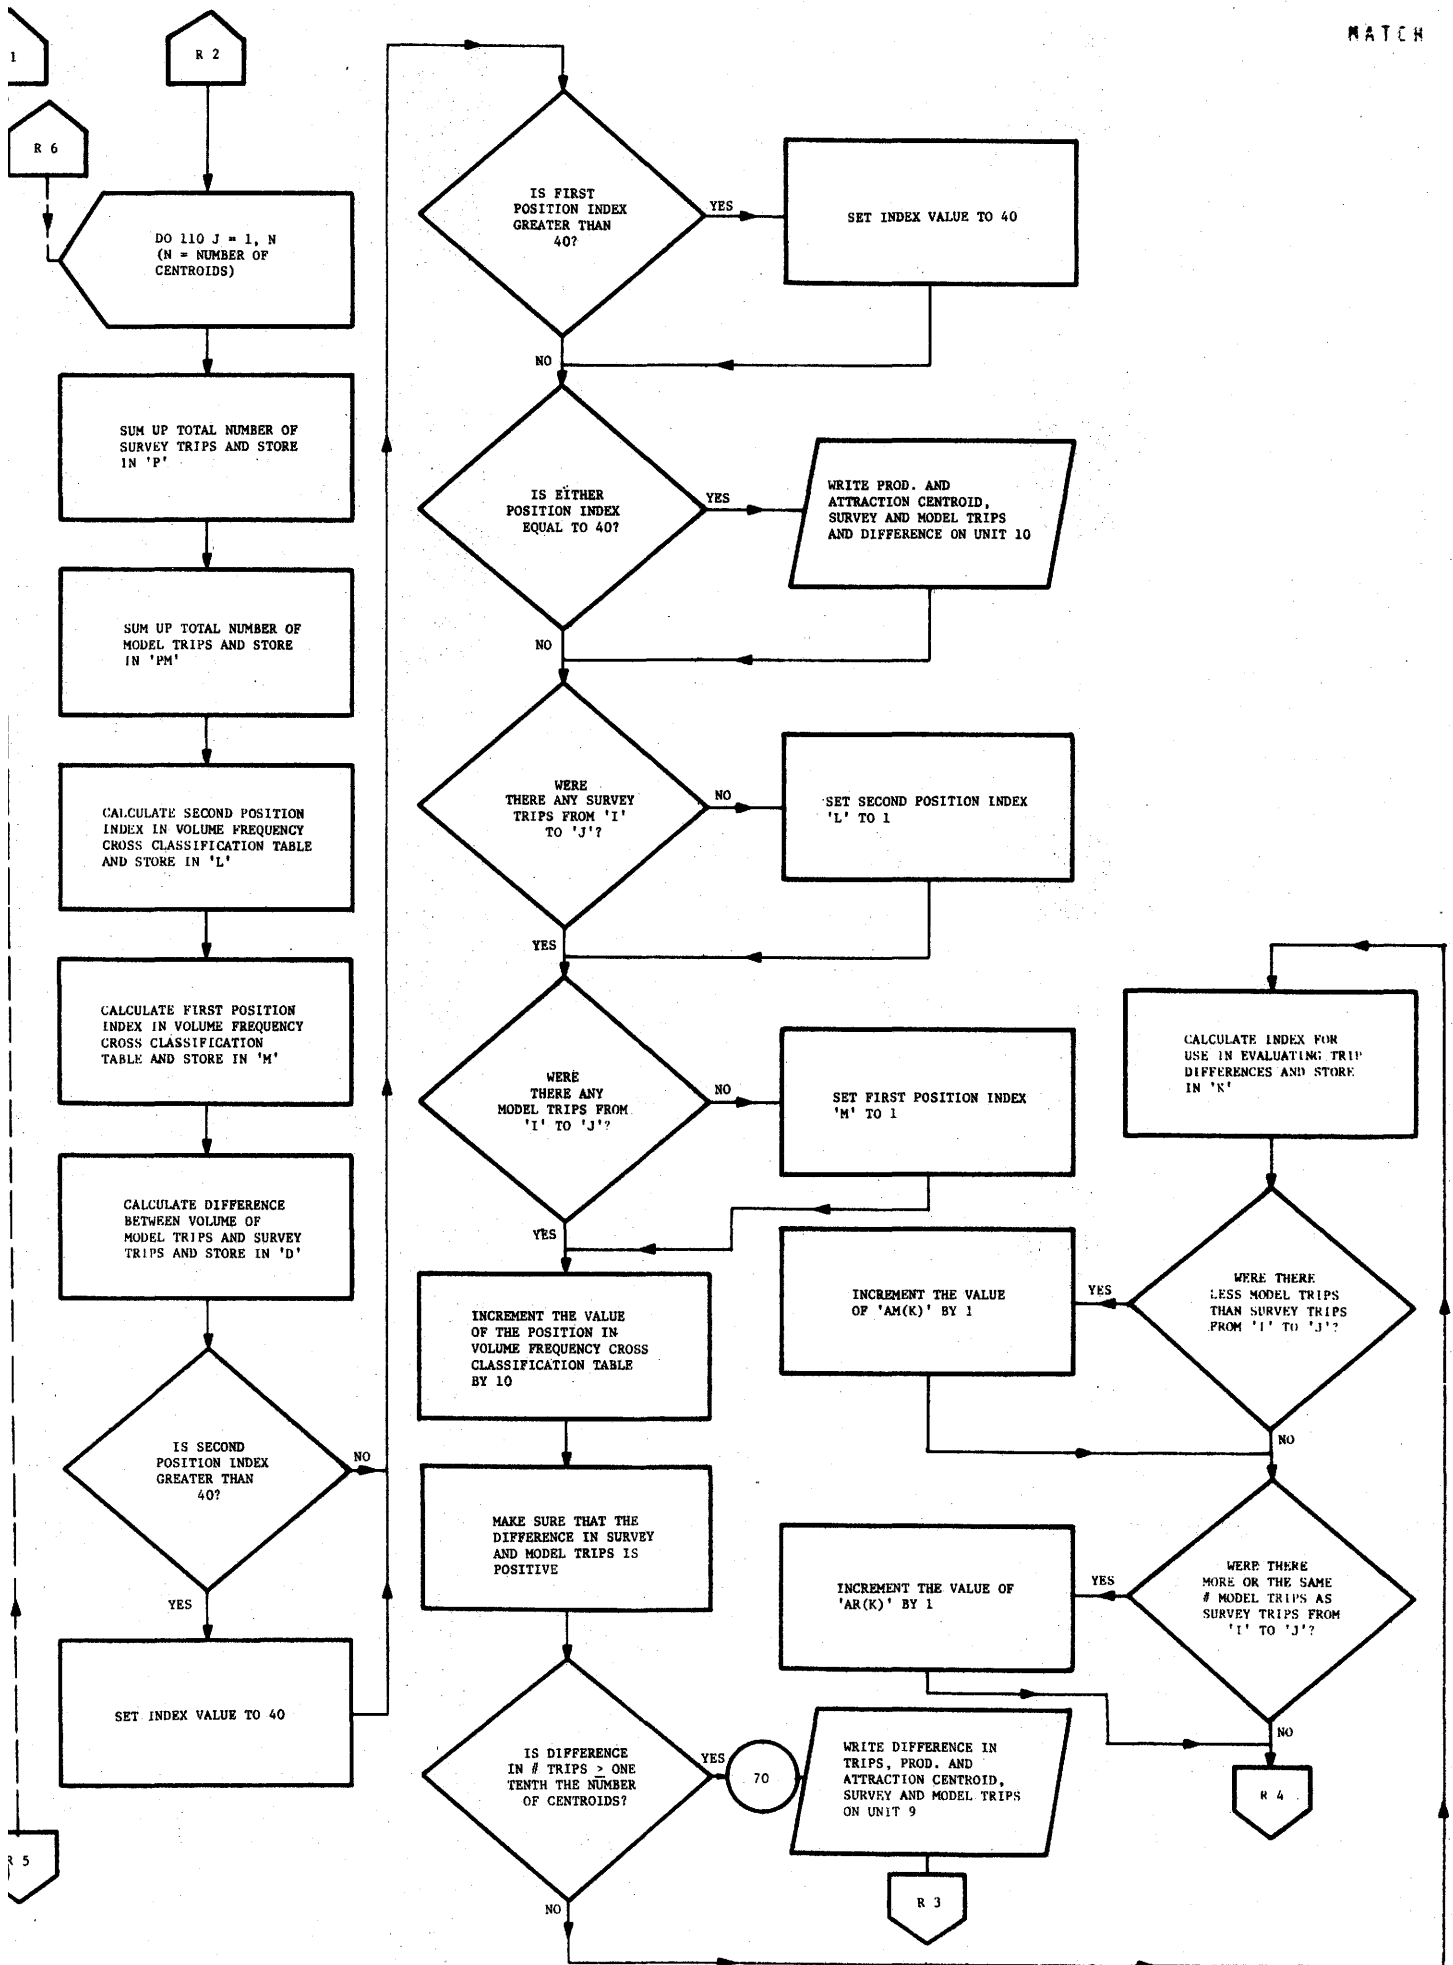 MATCH
1
R 2
R 6
DO 110 J = 1, N
(N = NUMBER OF
CENTROIDS)
SUM UP TOTAL NUMBER OF
SURVEY TRIPS AND STORE
IN 'P'
SUM UP TOTAL NUMBER OF
MODEL TRIPS AND STORE
IN 'PM'
CALCULATE SECOND POSITION
INDEX IN VOLUME FREQUENCY
CROSS CLASSIFICATION TABLE
AND STORE IN 'L'
CALCULATE FIRST POSITION
INDEX IN VOLUME FREQUENCY
CROSS CLASSIFICATION
TABLE AND STORE IN 'M'
CALCULATE DIFFERENCE
BETWEEN VOLUME OF
MODEL TRIPS AND SURVEY
TRIPS AND STORE IN 'D'
IS SECOND
POSITION INDEX
GREATER THAN
40?
NO
YES
SET INDEX VALUE TO 40
R 5
IS FIRST
POSITION INDEX
GREATER THAN
40?
YES
SET INDEX VALUE TO 40
NO
IS EITHER
POSITION INDEX
EQUAL TO 40?
YES
WRITE PROD. AND
ATTRACTION CENTROID,
SURVEY AND MODEL TRIPS
AND DIFFERENCE ON UNIT 10
NO
WERE
THERE ANY SURVEY
TRIPS FROM 'I'
TO 'J'?
NO
SET SECOND POSITION INDEX
'L' TO 1
YES
WERE
THERE ANY
MODEL TRIPS FROM
'I' TO 'J'?
NO
SET FIRST POSITION INDEX
'M' TO 1
YES
INCREMENT THE VALUE
OF THE POSITION IN
VOLUME FREQUENCY CROSS
CLASSIFICATION TABLE
BY 10
MAKE SURE THAT THE
DIFFERENCE IN SURVEY
AND MODEL TRIPS IS
POSITIVE
IS DIFFERENCE
IN # TRIPS ≥ ONE
TENTH THE NUMBER
OF CENTROIDS?
YES
70
WRITE DIFFERENCE IN
TRIPS, PROD. AND
ATTRACTION CENTROID,
SURVEY AND MODEL TRIPS
ON UNIT 9
R 3
NO
CALCULATE INDEX FOR
USE IN EVALUATING TRIP
DIFFERENCES AND STORE
IN 'K'
WERE THERE
LESS MODEL TRIPS
THAN SURVEY TRIPS
FROM 'I' TO 'J'?
YES
INCREMENT THE VALUE
OF 'AM(K)' BY 1
NO
WERE THERE
MORE OR THE SAME
# MODEL TRIPS AS
SURVEY TRIPS FROM
'I' TO 'J'?
YES
INCREMENT THE VALUE OF
'AR(K)' BY 1
NO
R 4